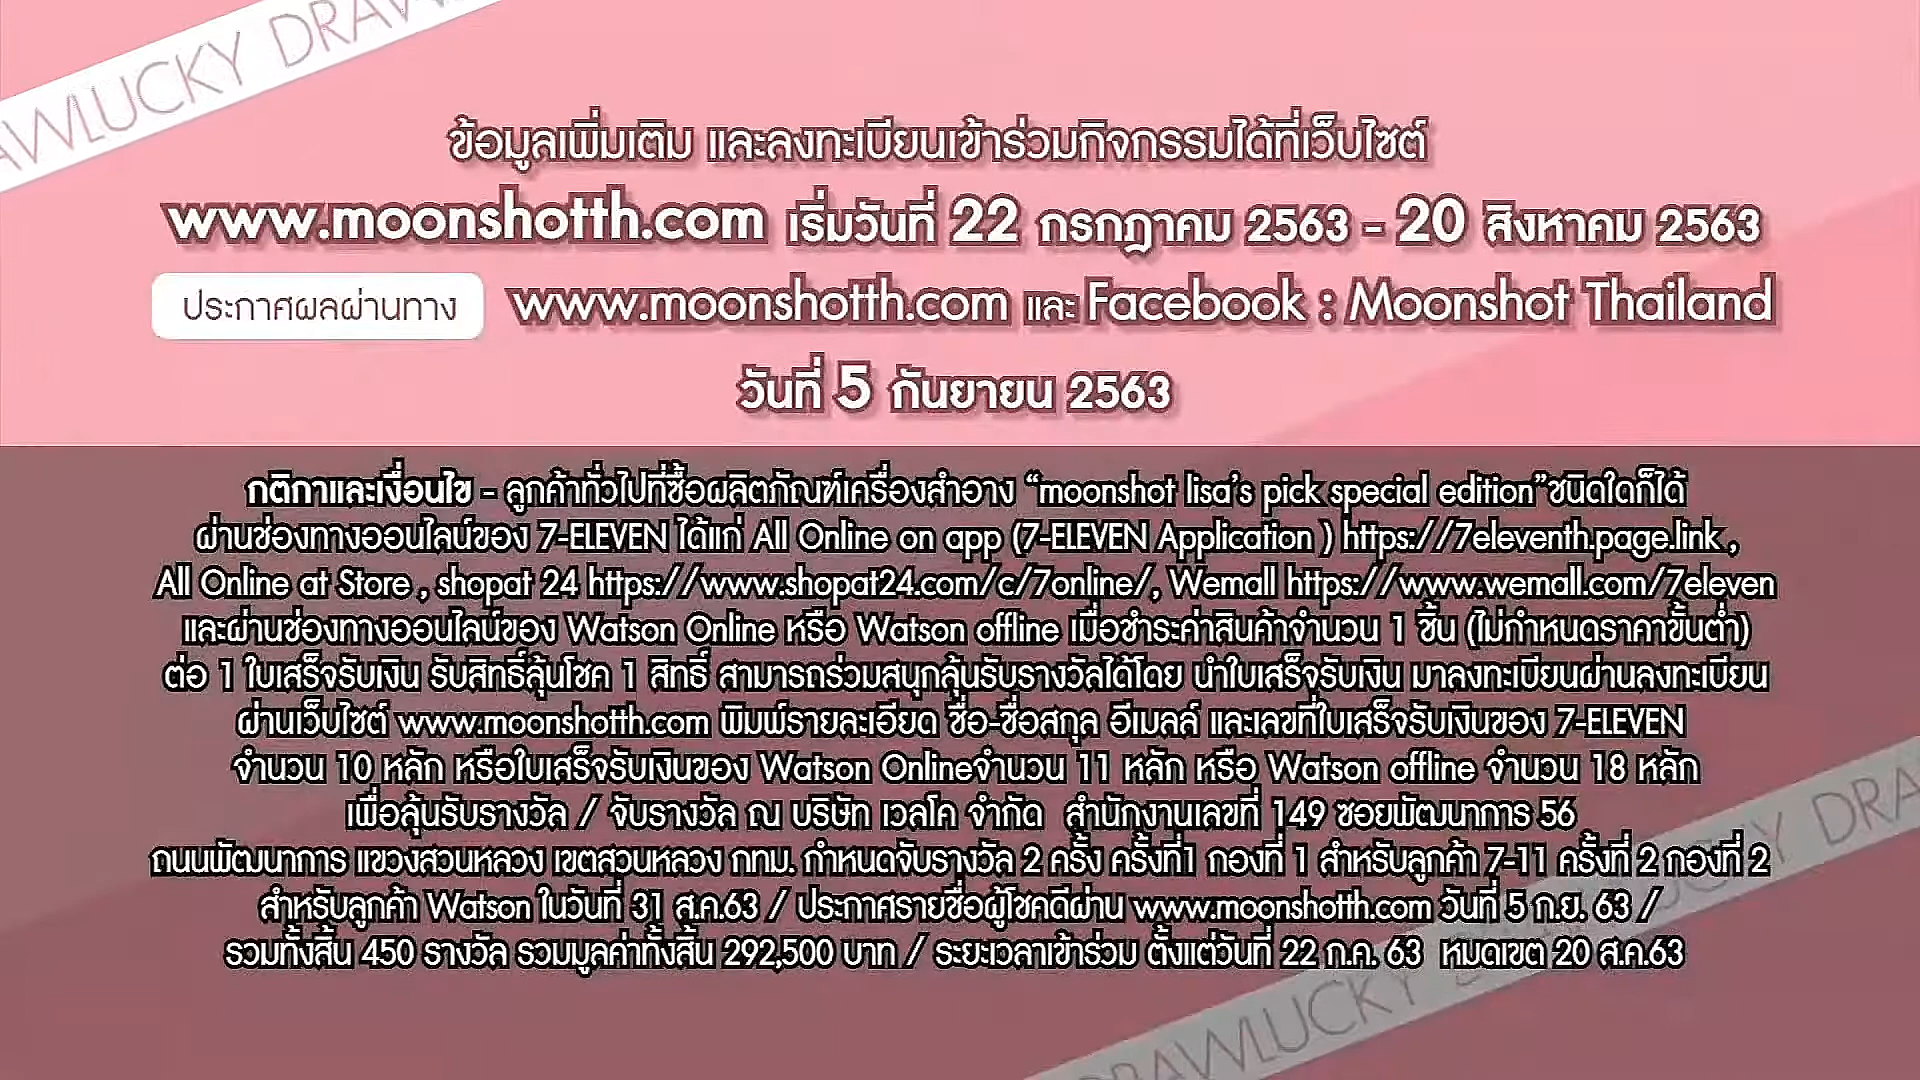 AWLUCKY DRAW
ข้อมูลเพิ่มเติม และลงทะเบียนเข้าร่วมกิจกรรมได้ที่เว็บไซต์
www.moonshotth.com เริ่มวันที่ 22 กรกฎาคม 2563 - 20 สิงหาคม 2563
ประกาศผลผ่านทาง www.moonshotth.com และ Facebook : Moonshot Thailand
วันที่ 5 กันยายน 2563
กติกาและเงื่อนไข - ลูกค้าทั่วไปที่ซื้อผลิตภัณฑ์เครื่องสำอาง “moonshot lisa’s pick special edition”ชนิดใดก็ได้
ผ่านช่องทางออนไลน์ของ 7-ELEVEN ได้แก่ All Online on app (7-ELEVEN Application ) https://7eleventh.page.link ,
All Online at Store , shopat 24 https://www.shopat24.com/c/7online/, Wemall https://www.wemall.com/7eleven
และผ่านช่องทางออนไลน์ของ Watson Online หรือ Watson offline เมื่อชำระค่าสินค้าจำนวน 1 ชิ้น (ไม่กำหนดราคาขั้นต่ำ)
ต่อ 1 ใบเสร็จรับเงิน รับสิทธิ์ลุ้นโชค 1 สิทธิ์ สามารถร่วมสนุกลุ้นรับรางวัลได้โดย นำใบเสร็จรับเงิน มาลงทะเบียนผ่านลงทะเบียน
ผ่านเว็บไซต์ www.moonshotth.com พิมพ์รายละเอียด ชื่อ-ชื่อสกุล อีเมลล์ และเลขที่ใบเสร็จรับเงินของ 7-ELEVEN
จำนวน 10 หลัก หรือใบเสร็จรับเงินของ Watson Onlineจำนวน 11 หลัก หรือ Watson offline จำนวน 18 หลัก
เพื่อลุ้นรับรางวัล / จับรางวัล ณ บริษัท เวลโค จำกัด สำนักงานเลขที่ 149 ซอยพัฒนาการ 56
ถนนพัฒนาการ แขวงสวนหลวง เขตสวนหลวง กทม. กำหนดจับรางวัล 2 ครั้ง ครั้งที่1 กองที่ 1 สำหรับลูกค้า 7-11 ครั้งที่ 2 กองที่ 2
สำหรับลูกค้า Watson ในวันที่ 31 ส.ค.63 / ประกาศรายชื่อผู้โชคดีผ่าน www.moonshotth.com วันที่ 5 ก.ย. 63 /
รวมทั้งสิ้น 450 รางวัล รวมมูลค่าทั้งสิ้น 292,500 บาท / ระยะเวลาเข้าร่วม ตั้งแต่วันที่ 22 ก.ค. 63 หมดเขต 20 ส.ค.63